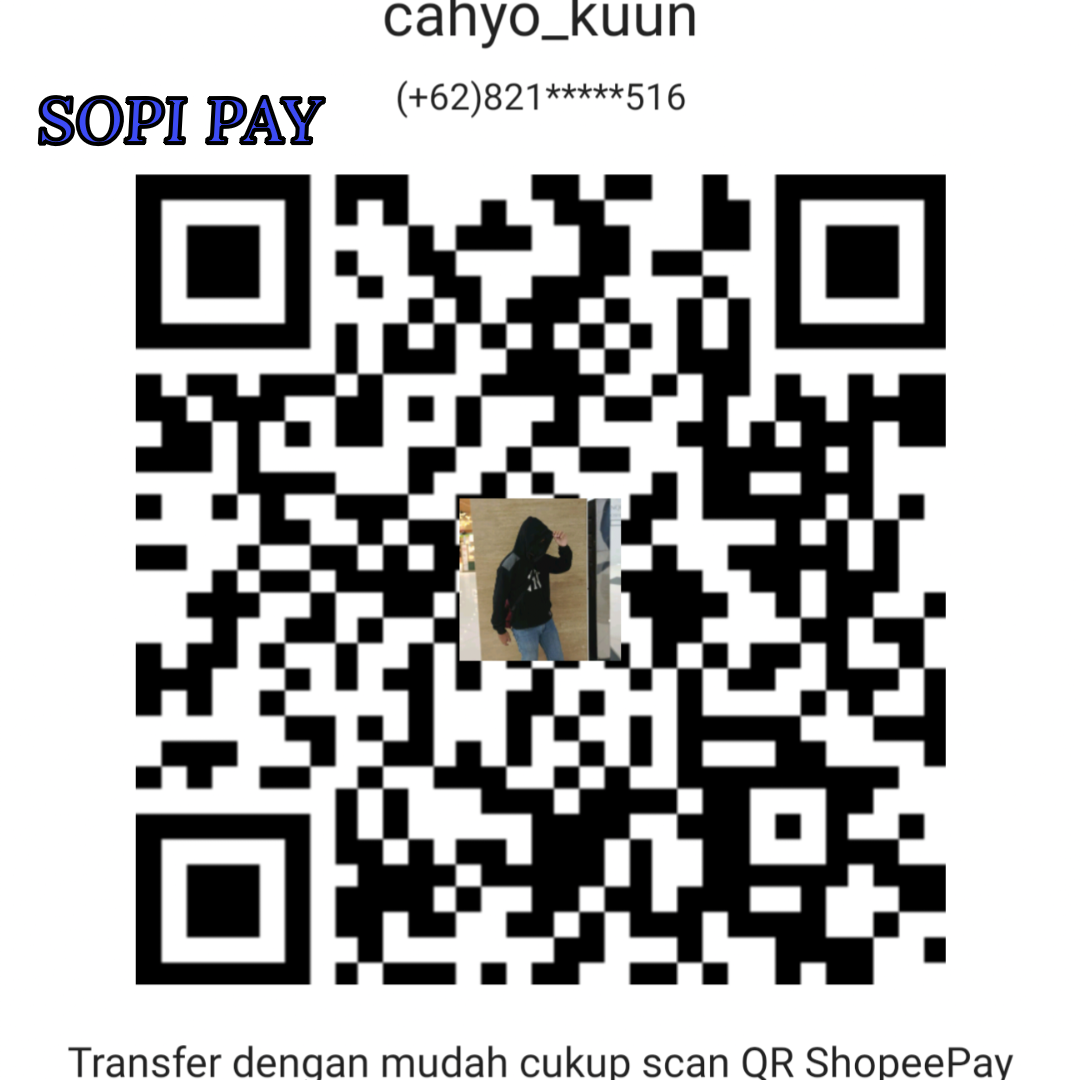 cahyo_kuun
(+62)821*****516
SOPI PAY
Transfer dengan mudah cukup scan QR ShopeePay